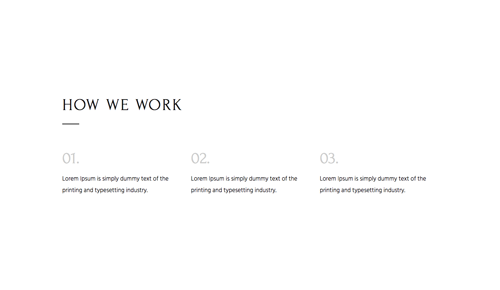 HOW WE WORK
01.
Lorem Ipsum is simply dummy text of the
printing and typesetting industry.
02.
Lorem Ipsum is simply dummy text of the
printing and typesetting industry.
03.
Lorem Ipsum is simply dummy text of the
printing and typesetting industry.